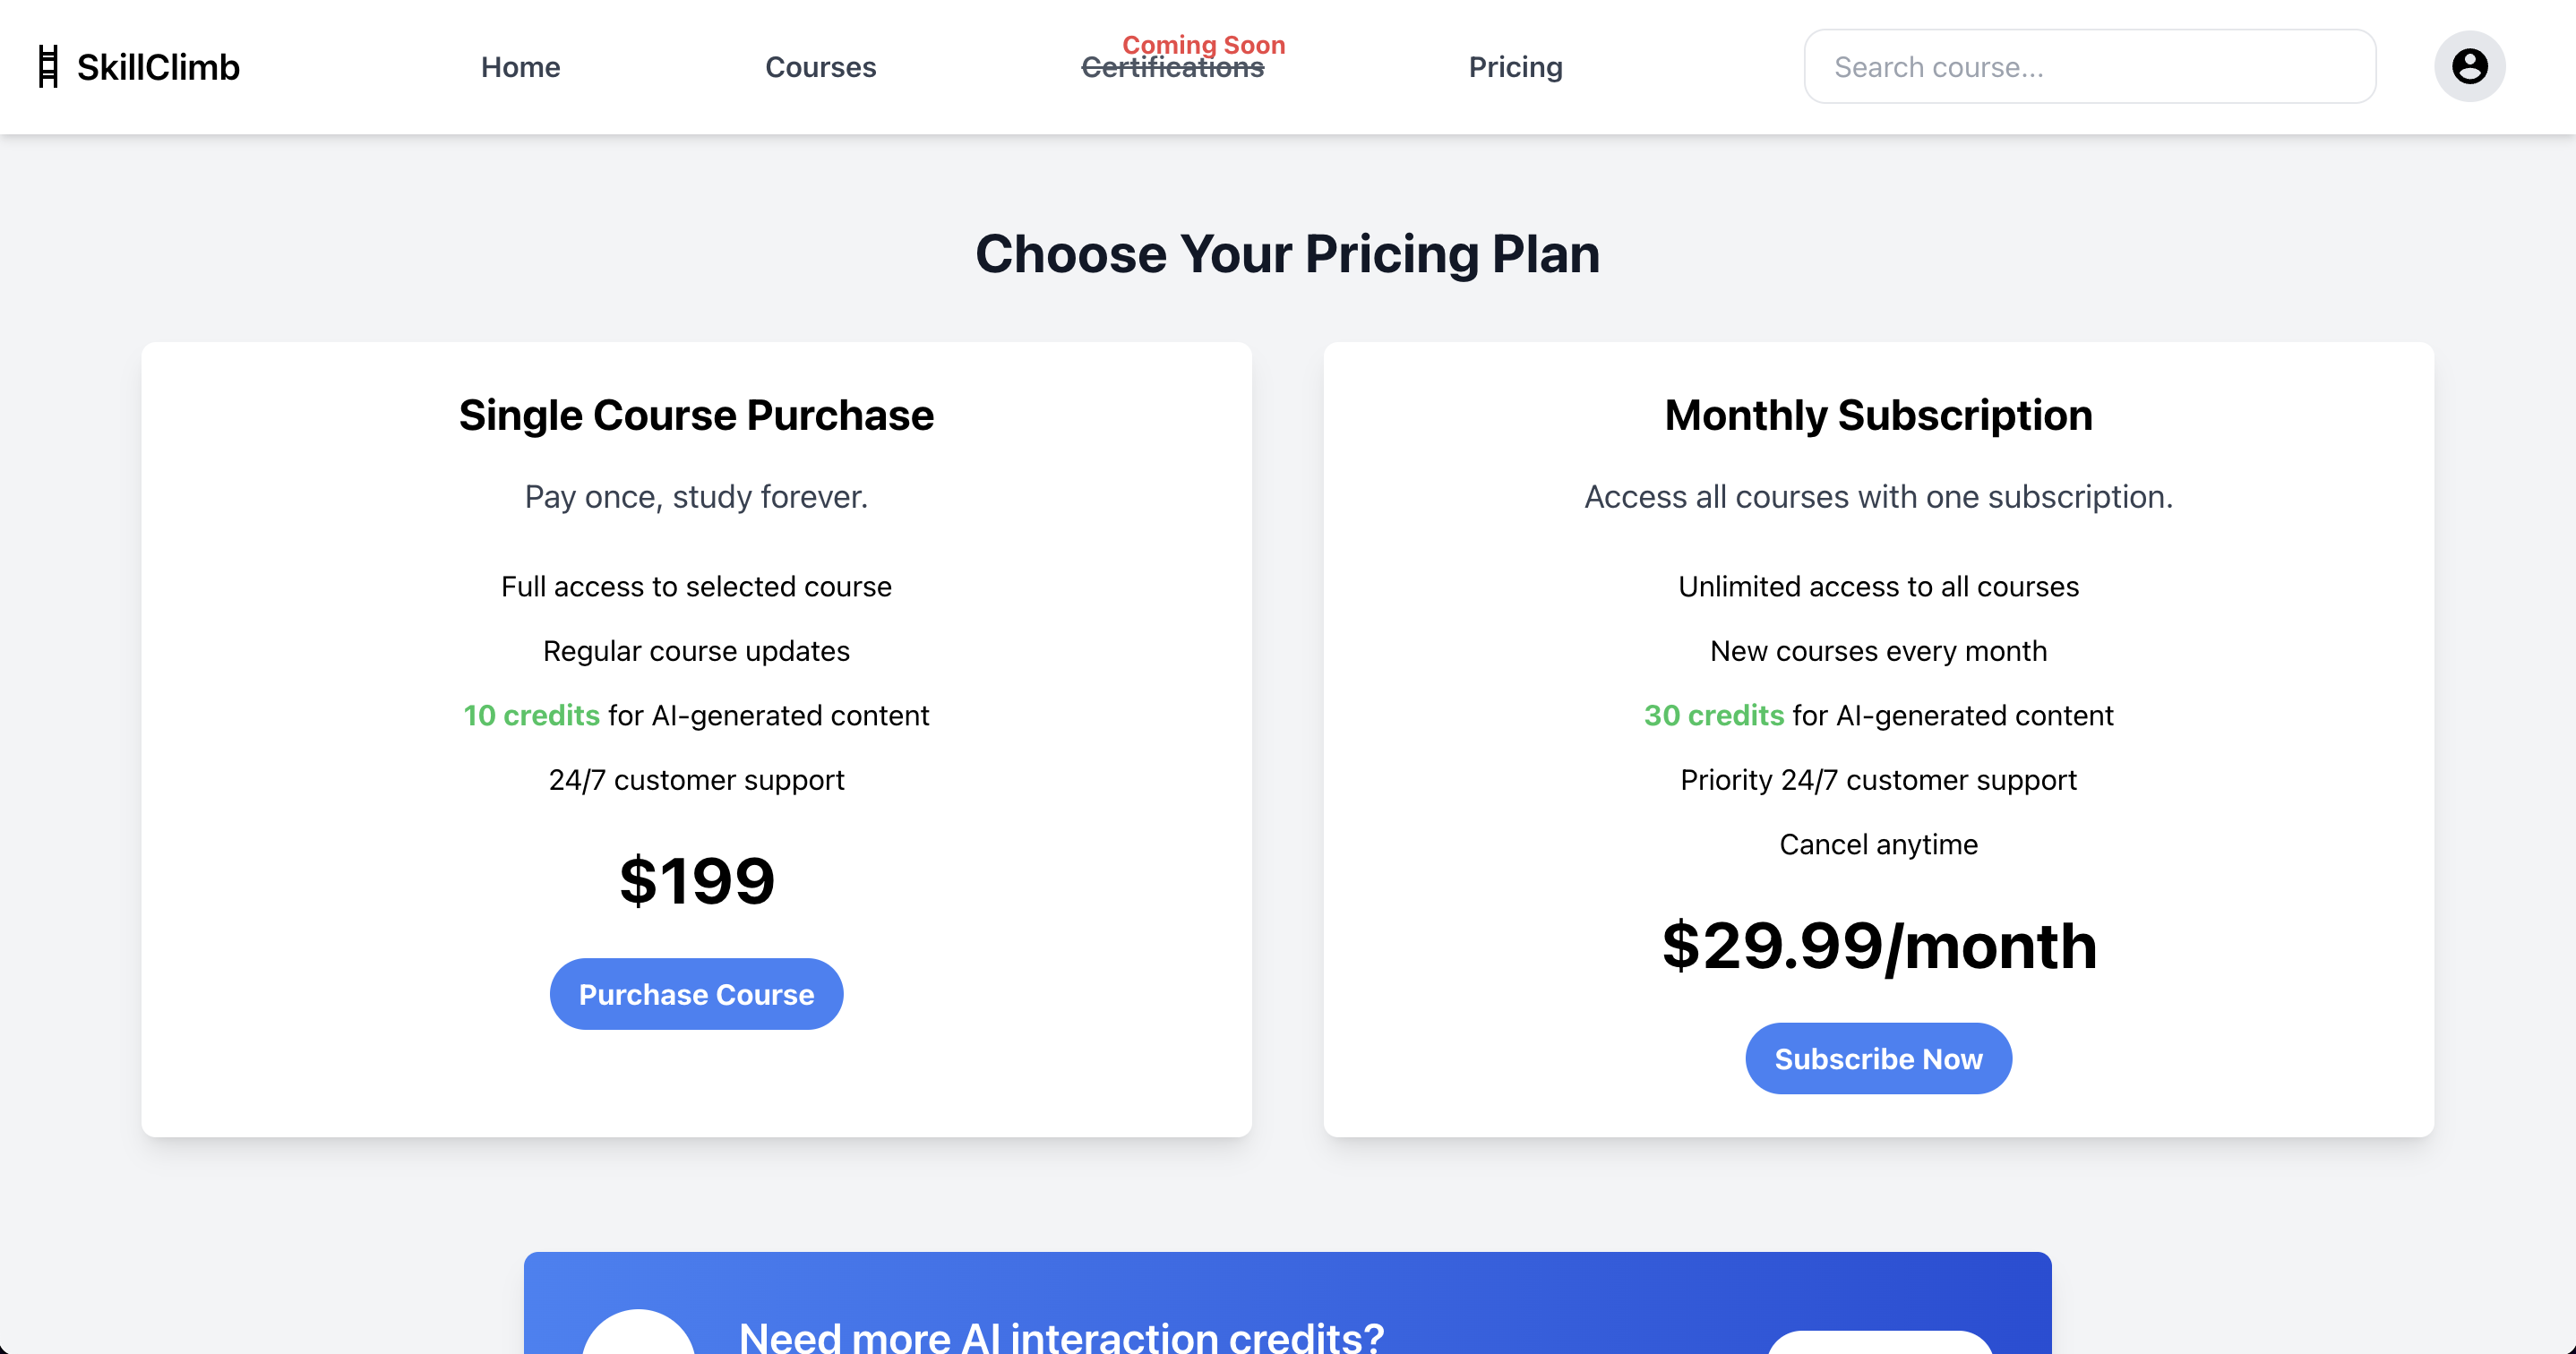 SkillClimb
Home
Courses
Coming Soon
Certifications
Pricing
Search course...
Choose Your Pricing Plan
Single Course Purchase
Pay once, study forever.
Full access to selected course
Regular course updates
10 credits for AI-generated content
24/7 customer support
$199
Purchase Course
Monthly Subscription
Access all courses with one subscription.
Unlimited access to all courses
New courses every month
30 credits for AI-generated content
Priority 24/7 customer support
Cancel anytime
$29.99/month
Subscribe Now
Need more AI interaction credits?